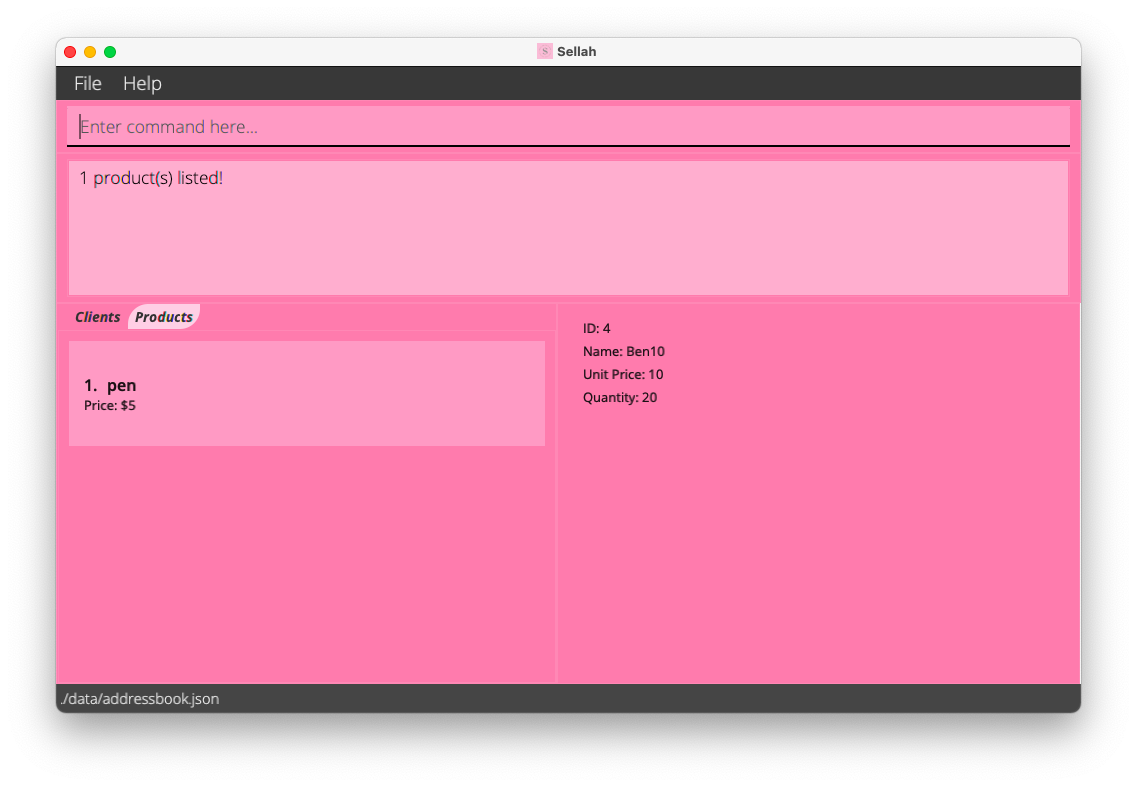 S Sellah
File Help
Enter command here...
1 product(s) listed!
Clients Products
1. pen
Price: $5
ID: 4
Name: Ben10
Unit Price: 10
Quantity: 20
./data/addressbook.json